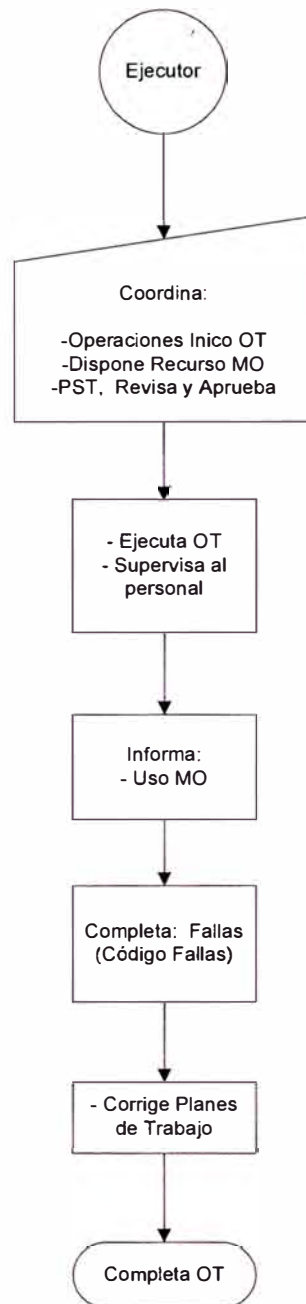 Ejecutor
Coordina:
-Operaciones Inico OT
-Dispone Recurso MO
-PST, Revisa y Aprueba
- Ejecuta OT
- Supervisa al
personal
Informa:
- Uso MO
Completa: Fallas
(Código Fallas)
- Corrige Planes
de Trabajo
Completa OT